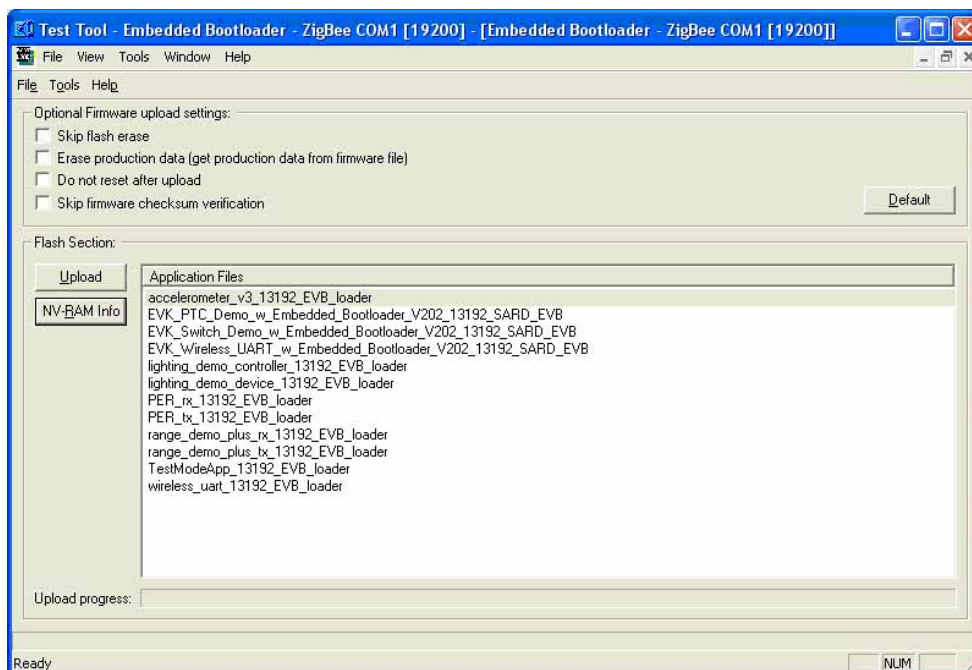 Test Tool - Embedded Bootloader - ZigBee COM1 [19200] - [Embedded Bootloader - ZigBee COM1 [19200]]
File View Tools Window Help
File Tools Help
Optional Firmware upload settings:
Skip flash erase
Erase production data (get production data from firmware file)
Do not reset after upload
Skip firmware checksum verification
Default
Flash Section:
Upload
NV-RAM Info
Application Files
accelerometer_v3_13192_EVB_loader
EVK_PTC_Demo_w_Embedded_Bootloader_V202_13192_SARD_EVB
EVK_Switch_Demo_w_Embedded_Bootloader_V202_13192_SARD_EVB
EVK_Wireless_UART_w_Embedded_Bootloader_V202_13192_SARD_EVB
lighting_demo_controller_13192_EVB_loader
lighting_demo_device_13192_EVB_loader
PER_rx_13192_EVB_loader
PER_tx_13192_EVB_loader
range_demo_plus_rx_13192_EVB_loader
range_demo_plus_tx_13192_EVB_loader
TestModeApp_13192_EVB_loader
wireless_uart_13192_EVB_loader
Upload progress:
Ready
NUM